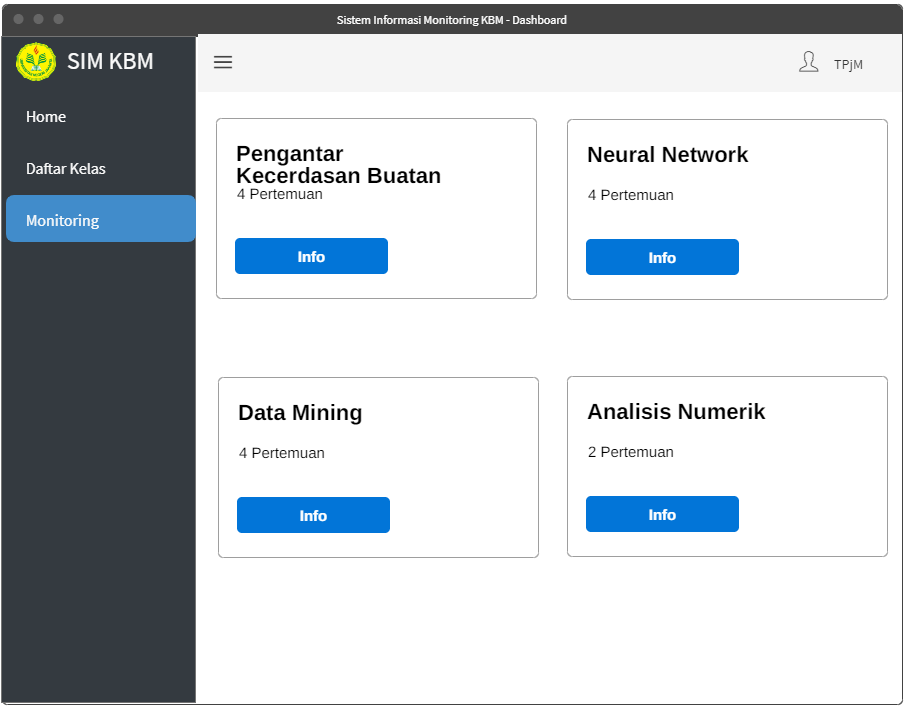 Sistem Informasi Monitoring KBM - Dashboard
SIM KBM
TPjM
Home
Daftar Kelas
Monitoring
Pengantar
Kecerdasan Buatan
4 Pertemuan
Info
Neural Network
4 Pertemuan
Info
Data Mining
4 Pertemuan
Info
Analisis Numerik
2 Pertemuan
Info